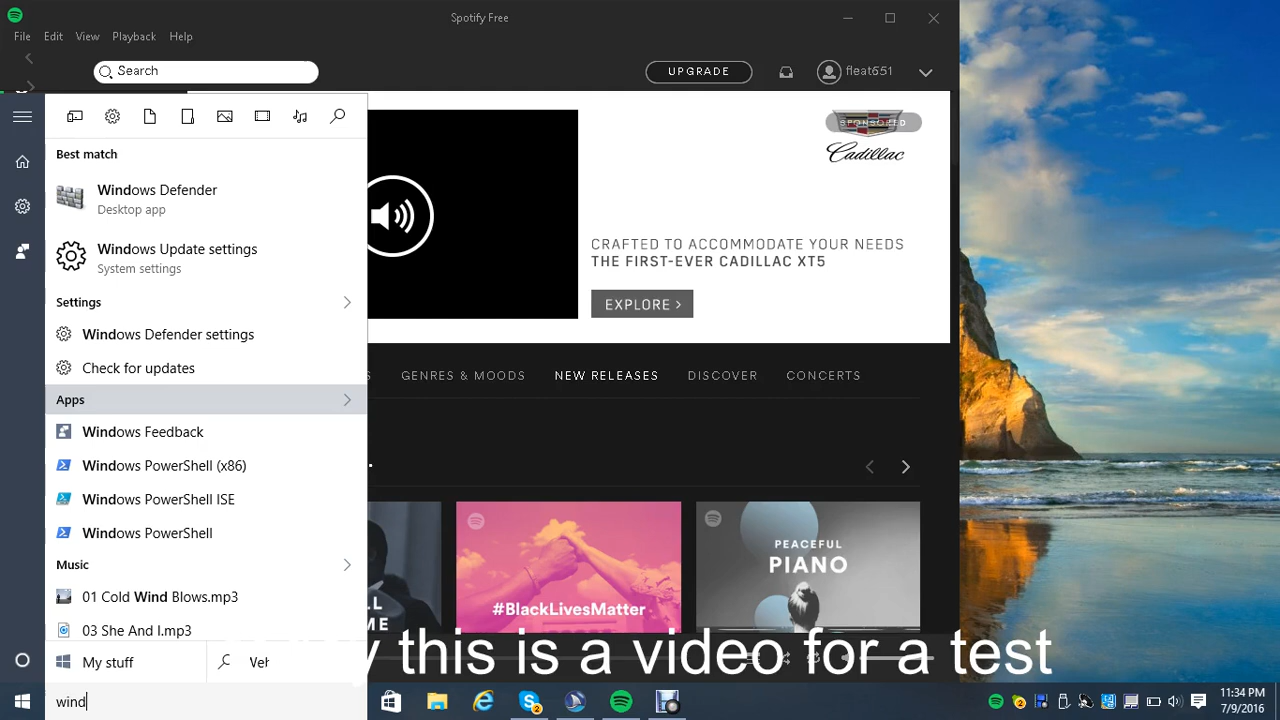 Spotify Free
File Edit View Playback Help
Search
UPGRADE
fleat651
Best match
Windows Defender
Desktop app
Windows Update settings
System settings
Settings
Windows Defender settings
Check for updates
Apps
Windows Feedback
Windows PowerShell (x86)
Windows PowerShell ISE
Windows PowerShell
Music
01 Cold Wind Blows.mp3
03 She And I.mp3
My stuff
wind
SPONSORED
Cadillac
CRAFTED TO ACCOMMODATE YOUR NEEDS
THE FIRST-EVER CADILLAC XT5
EXPLORE >
GENRES & MOODS NEW RELEASES DISCOVER CONCERTS
#BlackLivesMatter
PEACEFUL
PIANO
this is a video for a test
2
2
11:34 PM
7/9/2016